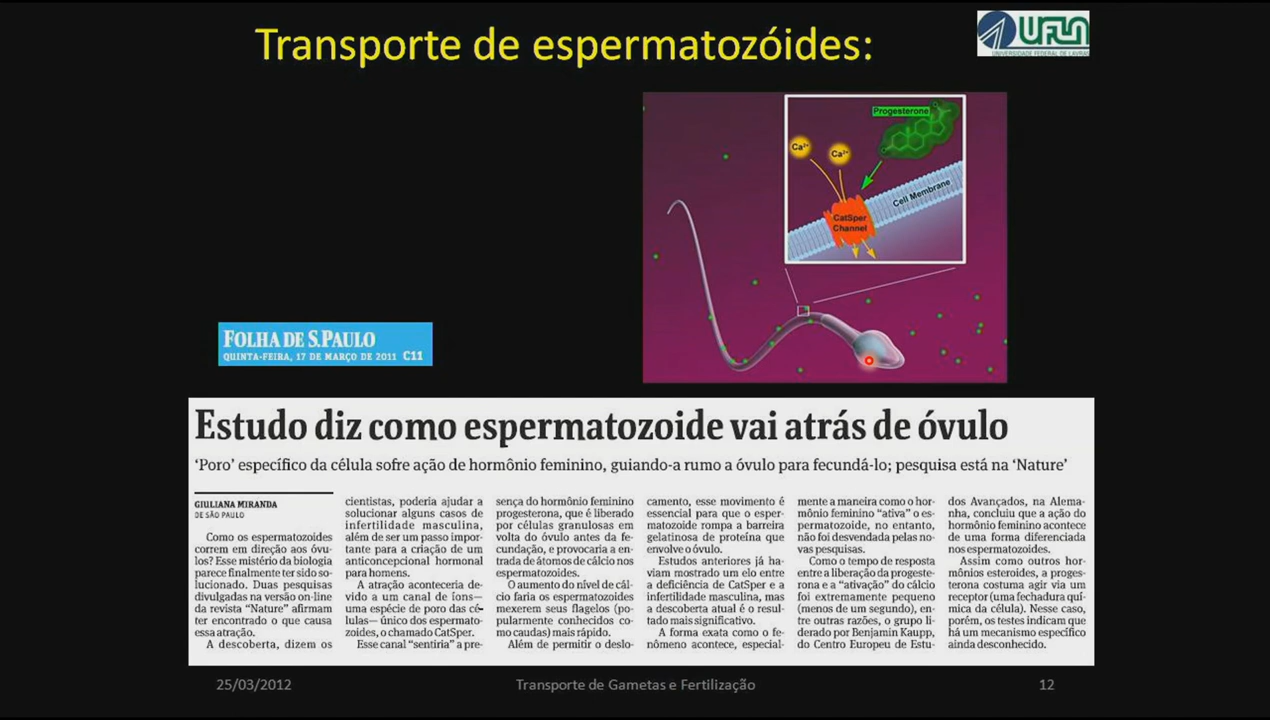 Transporte de espermatozóides:
UFLA
UNIVERSIDADE FEDERAL DE LAVRAS
Progesterone
Ca²⁺
Ca²⁺
Cell Membrane
CatSper
Channel
FOLHA DE S.PAULO
QUINTA-FEIRA, 17 DE MARÇO DE 2011 C11
Estudo diz como espermatozoide vai atrás de óvulo
'Poro' específico da célula sofre ação de hormônio feminino, guiando-a rumo a óvulo para fecundá-lo; pesquisa está na 'Nature'
GIULIANA MIRANDA
DE SÃO PAULO
Como os espermatozoides
correm em direção aos óvu-
los? Esse mistério da biologia
parece finalmente ter sido so-
lucionado. Duas pesquisas
divulgadas na versão on-line
da revista "Nature" afirmam
ter encontrado o que causa
essa atração.
A descoberta, dizem os
cientistas, poderia ajudar a
solucionar alguns casos de
infertilidade masculina,
além de ser um passo impor-
tante para a criação de um
anticoncepcional hormonal
para homens.
A atração aconteceria de-
vido a um canal de íons—
uma espécie de poro das cé-
lulas— único dos espermato-
zoides, o chamado CatSper.
Esse canal "sentiria" a pre-
sença do hormônio feminino
progesterona, que é liberado
por células granulosas em
volta do óvulo antes da fe-
cundação, e provocaria a en-
trada de átomos de cálcio nos
espermatozoides.
O aumento do nível de cál-
cio faria os espermatozoides
mexerem seus flagelos (po-
pularmente conhecidos co-
mo caudas) mais rápido.
Além de permitir o deslo-
camento, esse movimento é
essencial para que o esper-
matozoide rompa a barreira
gelatinosa de proteína que
envolve o óvulo.
Estudos anteriores já ha-
viam mostrado um elo entre
a deficiência de CatSper e a
infertilidade masculina, mas
a descoberta atual é o resul-
tado mais significativo.
A forma exata como o fe-
nômeno acontece, especial-
mente a maneira como o hor-
mônio feminino "ativa" o es-
permatozoide, no entanto,
não foi desvendada pelas no-
vas pesquisas.
Como o tempo de resposta
entre a liberação da progeste-
rona e a "ativação" do cálcio
foi extremamente pequeno
(menos de um segundo), en-
tre outras razões, o grupo li-
derado por Benjamin Kaupp,
do Centro Europeu de Estu-
dos Avançados, na Alema-
nha, concluiu que a ação do
hormônio feminino acontece
de uma forma diferenciada
nos espermatozoides.
Assim como outros hor-
mônios esteróides, a proges-
terona costuma agir via um
receptor (uma fechadura quí-
mica da célula). Nesse caso,
porém, os testes indicam que
há um mecanismo específico
ainda desconhecido.
25/03/2012
Transporte de Gametas e Fertilização
12